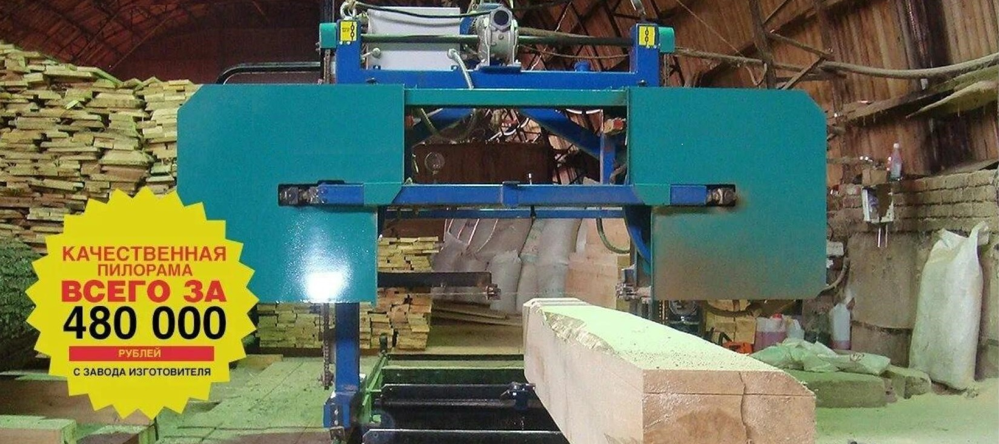 КАЧЕСТВЕННАЯ
ПИЛОРАМА
ВСЕГО ЗА
480 000
РУБЛЕЙ
С ЗАВОДА ИЗГОТОВИТЕЛЯ